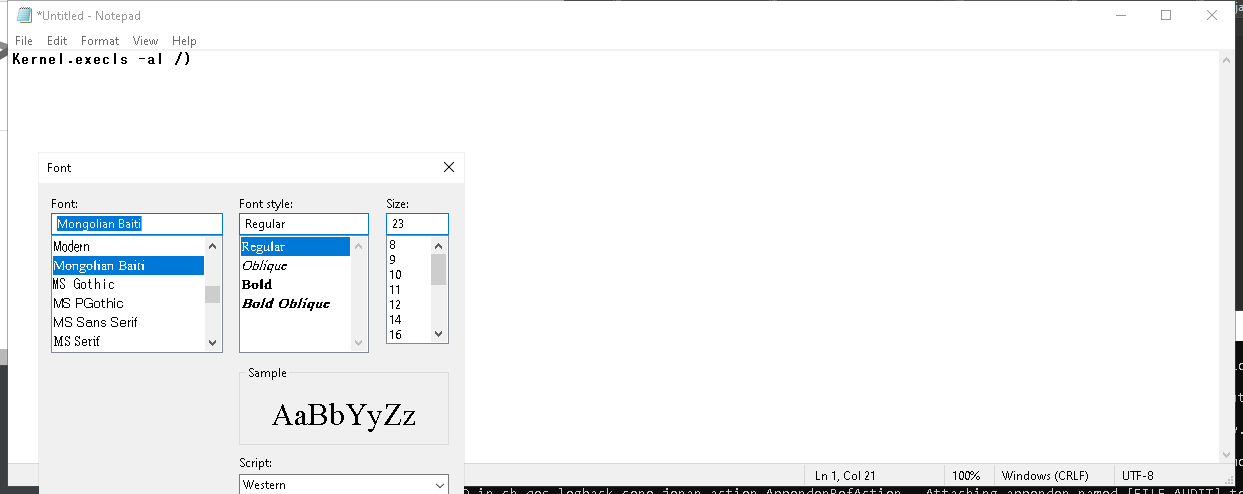 *Untitled - Notepad
File Edit Format View Help
Kernel.execls -al /)
Font
Font: Font style: Size:
Mongolian Baiti Regular 23
Modern
Mongolian Baiti
MS Gothic
MS PGothic
MS Sans Serif
MS Serif
Regular
Oblique
Bold
Bold Oblique
8
9
10
11
12
14
16
Sample
AaBbYyZz
Script:
Western
Ln 1, Col 21 100% Windows (CRLF) UTF-8